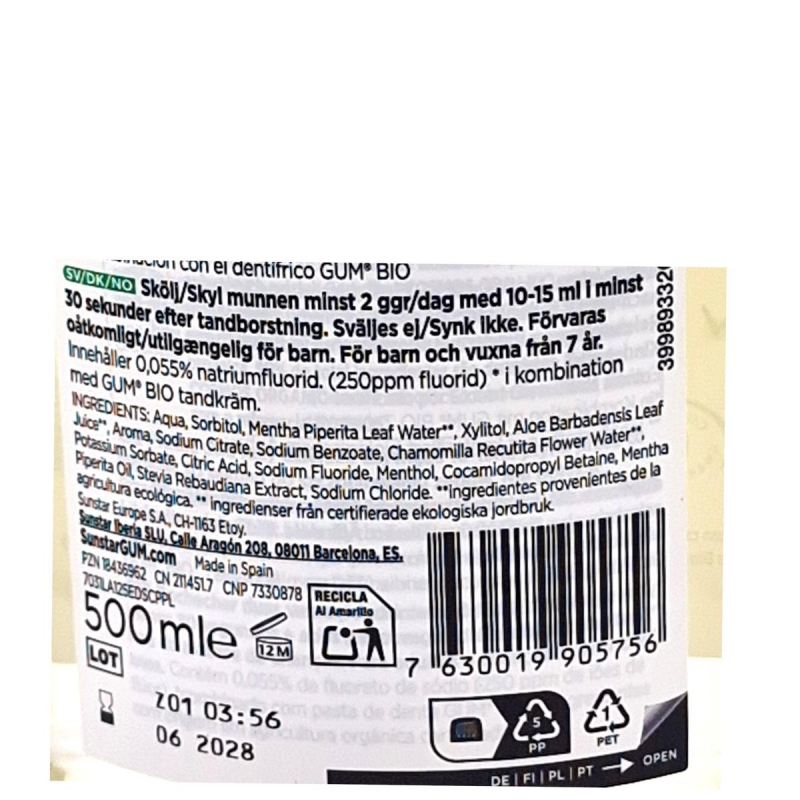 con el dentífrico GUM® BIO
SV/DK/NO Skölj/Skyl munnen minst 2 ggr/dag med 10-15 ml i minst
30 sekunder efter tandborstning. Sväljes ej/Synk ikke. Förvaras
oåtkomligt/utilgængelig för barn. För barn och vuxna från 7 år.
Innehåller 0,055% natriumfluorid. (250ppm fluorid) * i kombination
med GUM® BIO tandkräm.
INGREDIENTS: Aqua, Sorbitol, Mentha Piperita Leaf Water**, Xylitol, Aloe Barbadensis Leaf
Juice**, Aroma, Sodium Citrate, Sodium Benzoate, Chamomilla Recutita Flower Water**,
Potassium Sorbate, Citric Acid, Sodium Fluoride, Menthol, Cocamidopropyl Betaine, Mentha
Piperita Oil, Stevia Rebaudiana Extract, Sodium Chloride. **ingredientes provenientes de la
agricultura ecológica. ** ingredienser från certifierade ekologiska jordbruk.
Sunstar Europe S.A., CH-1163 Etoy.
Sunstar Iberia SLU. Calle Aragón 208, 08011 Barcelona, ES.
SunstarGUM.com Made in Spain
PZN 18436962 CN 211451.7 CNP 7330878
7031LA125EDSCPPL
500mle
12M
RECICLA
Al Amarillo
7 630019 905756
LOT
Z01 03:56
06 2028
5
PP
1
PET
DE | FI | PL | PT → OPEN